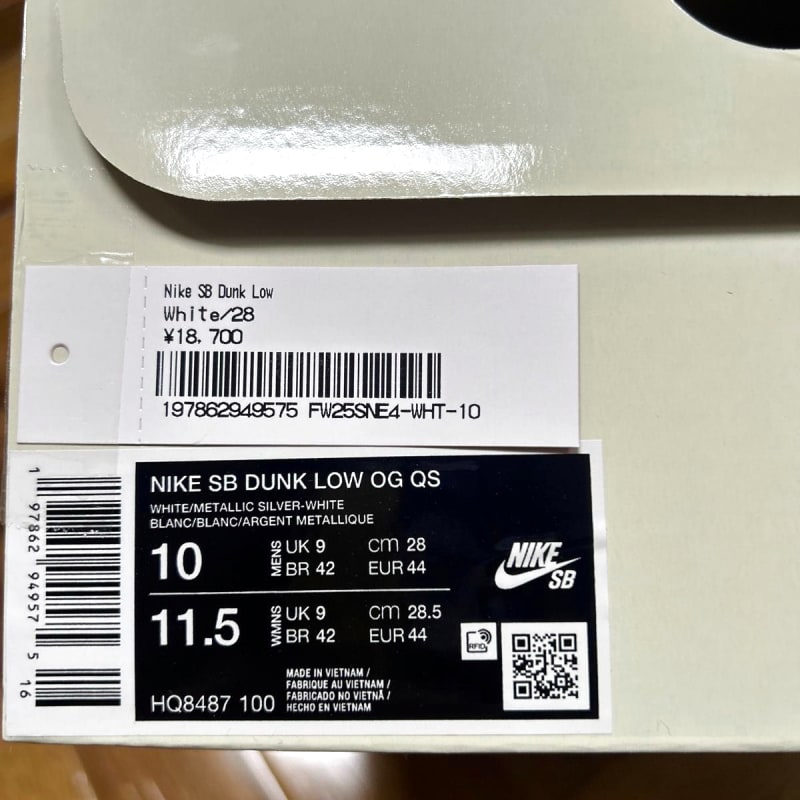 Nike SB Dunk Low
White/28
¥18,700
197862949575 FW25SNE4-WHT-10
1 97862 94957 5 16
NIKE SB DUNK LOW OG QS
WHITE/METALLIC SILVER-WHITE
BLANC/BLANC/ARGENT METALLIQUE
10 MENS UK 9 cm 28
BR 42 EUR 44
NIKE
SB
11.5 WMNS UK 9 cm 28.5
BR 42 EUR 44
RFID
MADE IN VIETNAM /
FABRIQUE AU VIETNAM /
FABRICADO NO VIETNÃ /
HECHO EN VIETNAM
HQ8487 100